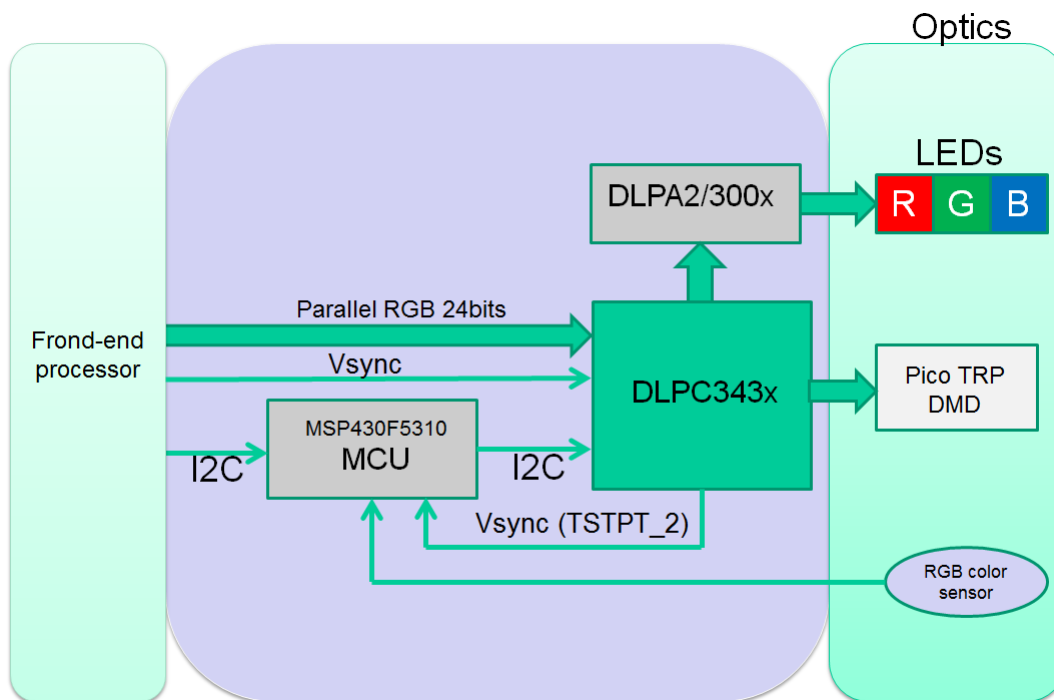 Optics
LEDs
R G B
DLPA2/300x
Parallel RGB 24bits
Frond-end
processor
Vsync
DLPC343x
Pico TRP
DMD
MSP430F5310
MCU
I2C
I2C
Vsync (TSTPT_2)
RGB color
sensor